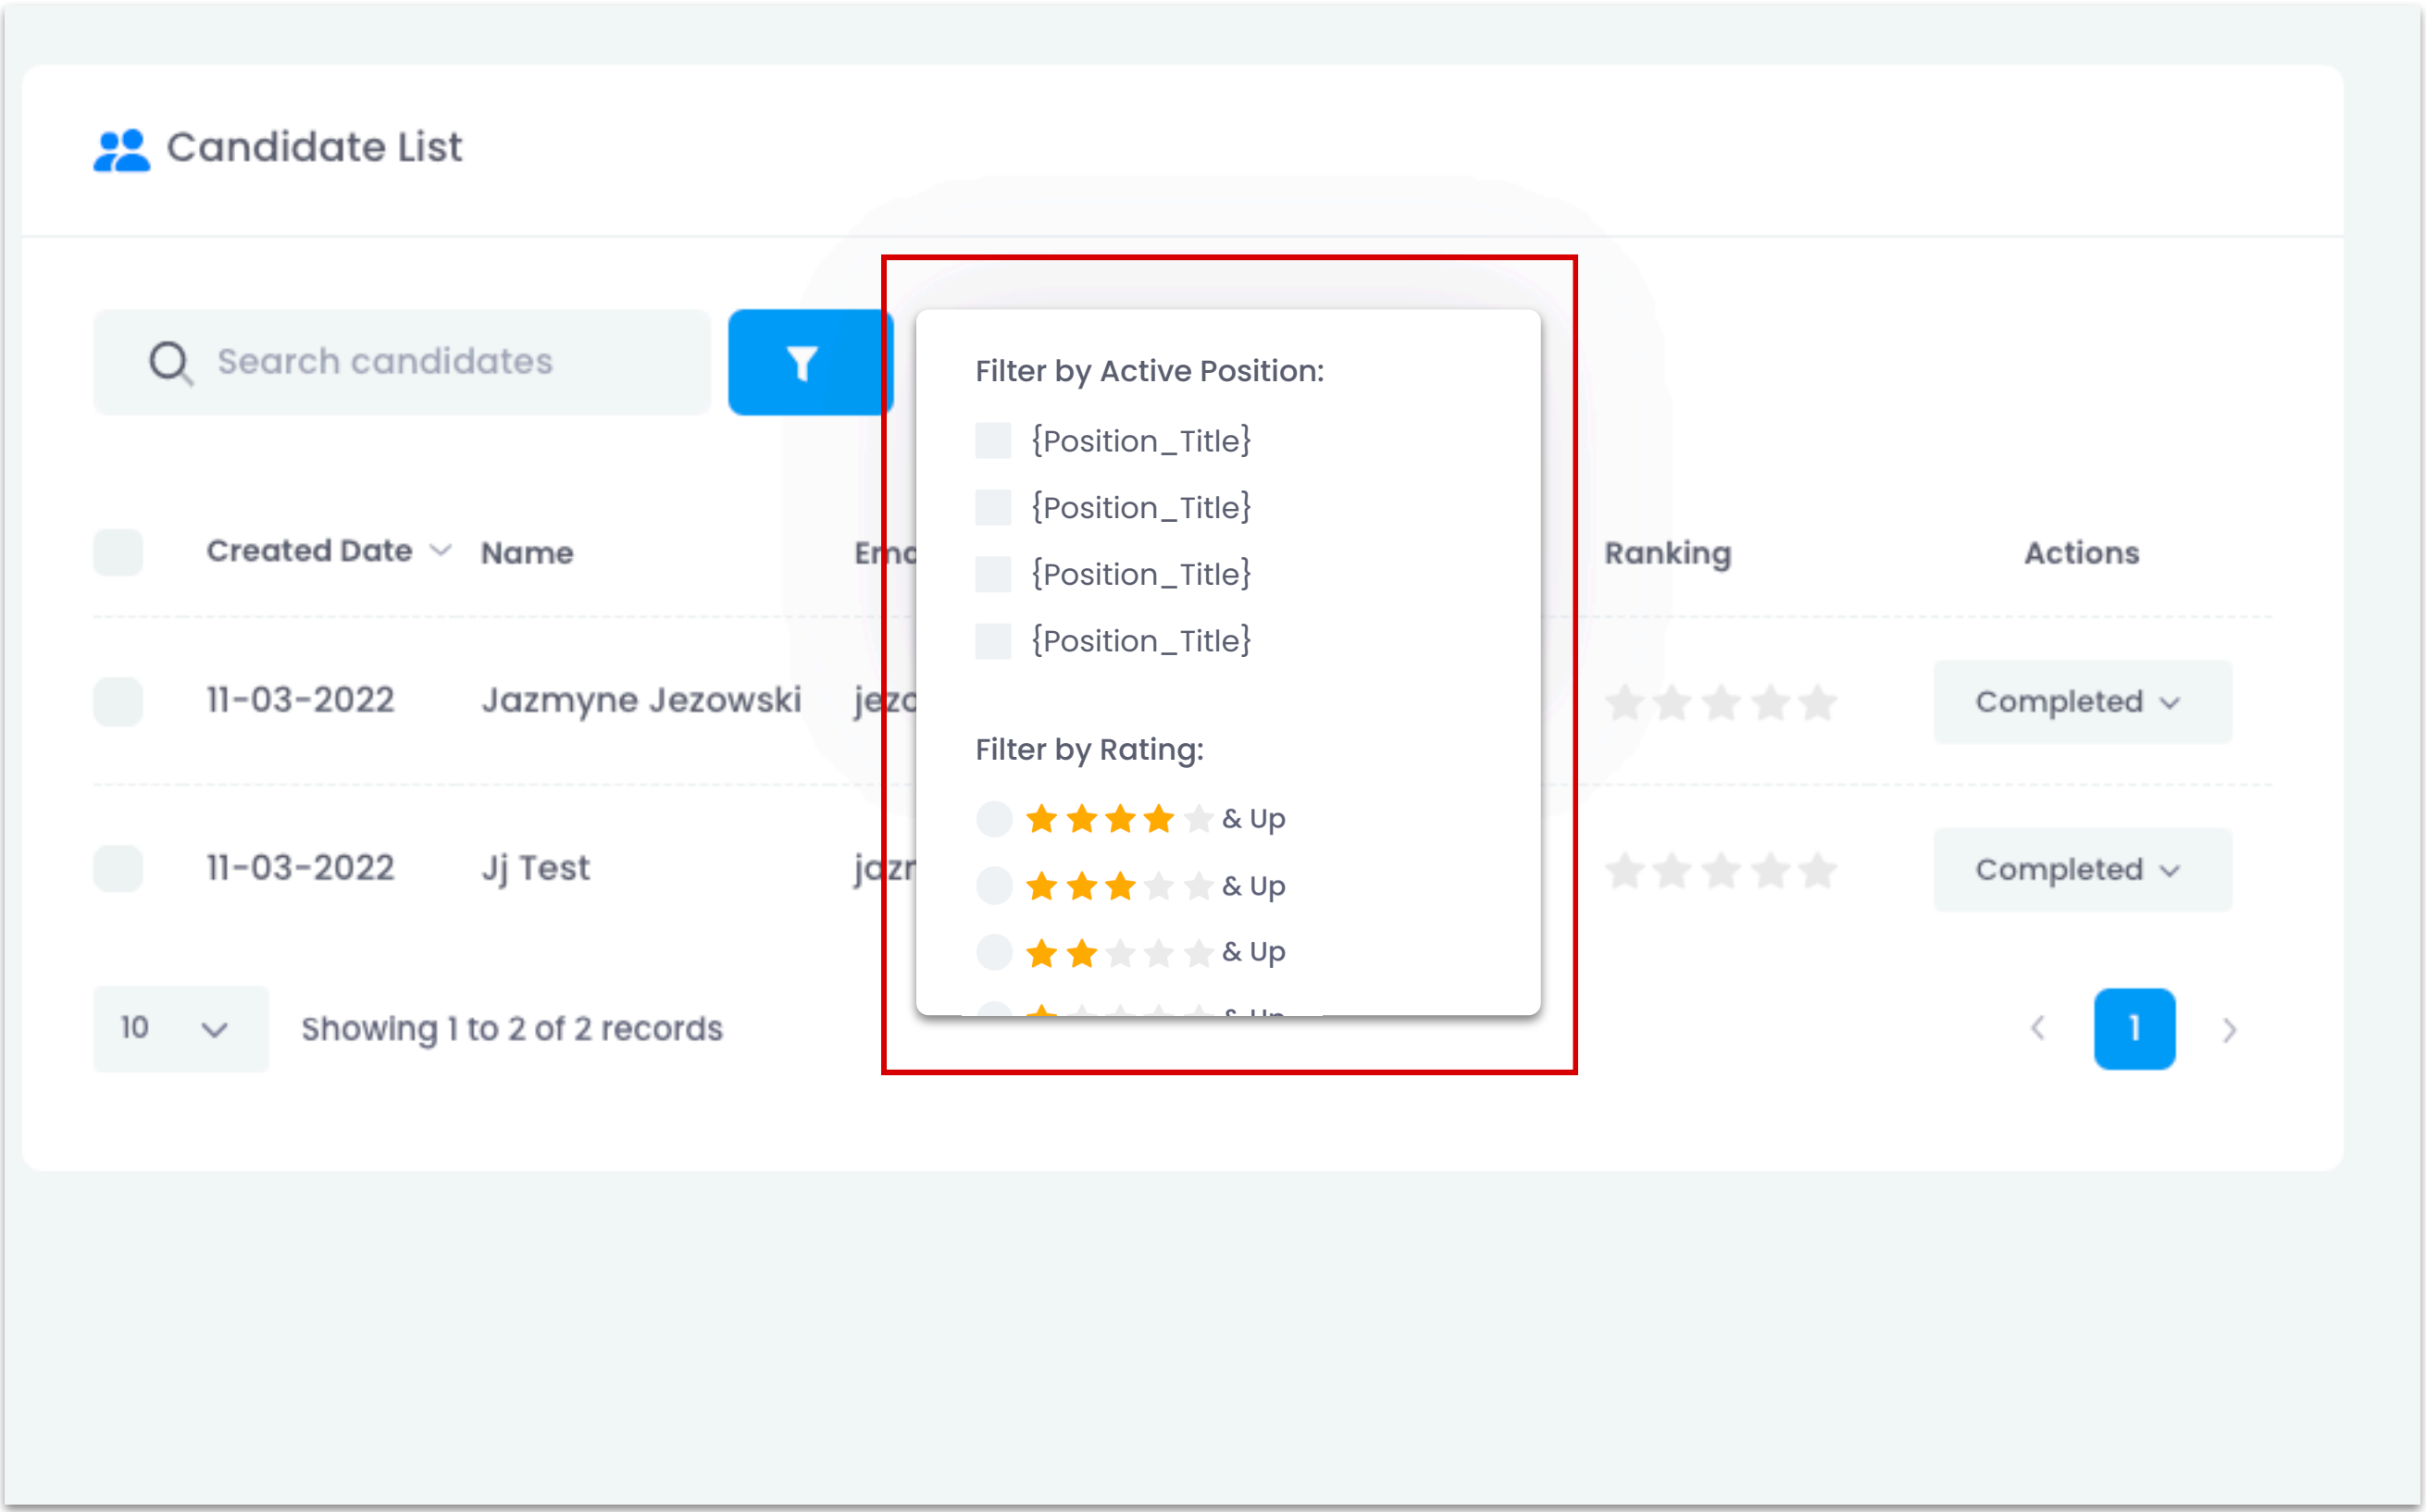 Candidate List
Search candidates
Filter by Active Position:
{Position_Title}
{Position_Title}
{Position_Title}
{Position_Title}
Filter by Rating:
& Up
& Up
& Up
& Up
Created Date Name Ranking Actions
11-03-2022 Jazmyne Jezowski Completed
11-03-2022 Jj Test Completed
10 Showing 1 to 2 of 2 records 1